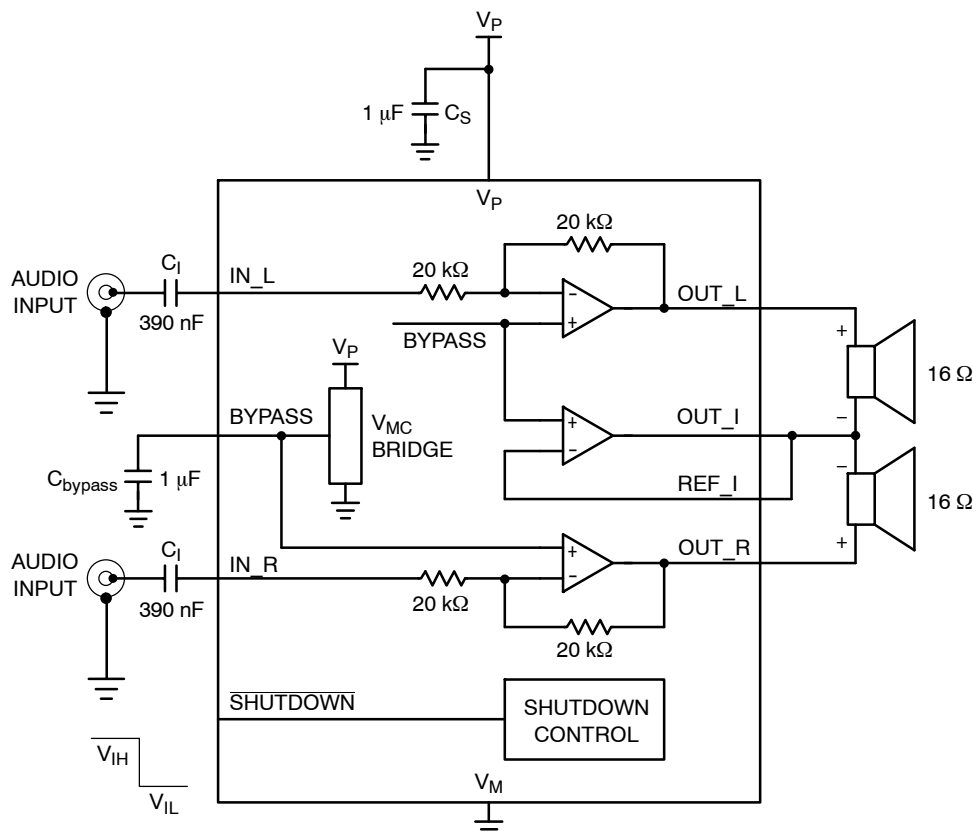 V_P
1 μF
C_S
V_P
20 kΩ
AUDIO
INPUT
C_I
390 nF
IN_L
20 kΩ
−
+
OUT_L
BYPASS
+
16 Ω
−
V_P
BYPASS
V_MC
BRIDGE
+
−
OUT_I
REF_I
C_bypass
1 μF
−
16 Ω
+
AUDIO
INPUT
C_I
390 nF
IN_R
20 kΩ
+
−
OUT_R
20 kΩ
SHUTDOWN
SHUTDOWN
CONTROL
V_IH
V_IL
V_M